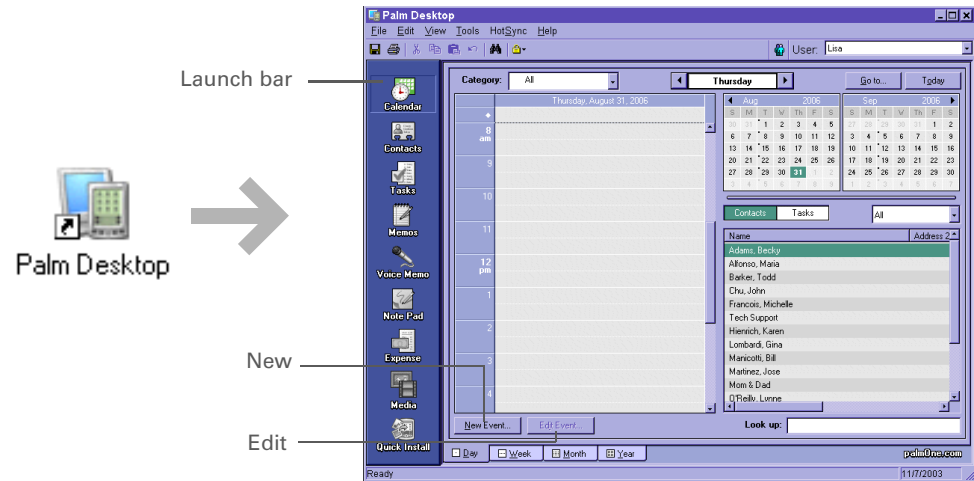 Palm Desktop
Launch bar
New
Edit
Palm Desktop
File Edit View Tools HotSync Help
User: Lisa
Calendar
Contacts
Tasks
Memos
Voice Memo
Note Pad
Expense
Media
Quick Install
Category: All
Thursday
Go to... Today
Thursday, August 31, 2006
8 am
9
10
11
12 pm
1
2
3
4
Aug 2006
S M T W Th F S
30 31 1 2 3 4 5
6 7 8 9 10 11 12
13 14 15 16 17 18 19
20 21 22 23 24 25 26
27 28 29 30 31 1 2
3 4 5 6 7 8 9
Sep 2006
S M T W Th F S
27 28 29 30 31 1 2
3 4 5 6 7 8 9
10 11 12 13 14 15 16
17 18 19 20 21 22 23
24 25 26 27 28 29 30
1 2 3 4 5 6 7
Contacts Tasks All
Name Address 2
Adams, Becky
Alfonso, Maria
Barker, Todd
Chu, John
Francois, Michelle
Tech Support
Hienrich, Karen
Lombardi, Gina
Manicotti, Bill
Martinez, Jose
Mom & Dad
O'Reilly, Lynne
New Event... Edit Event...
Look up:
Day Week Month Year
palmOne.com
Ready
11/7/2003